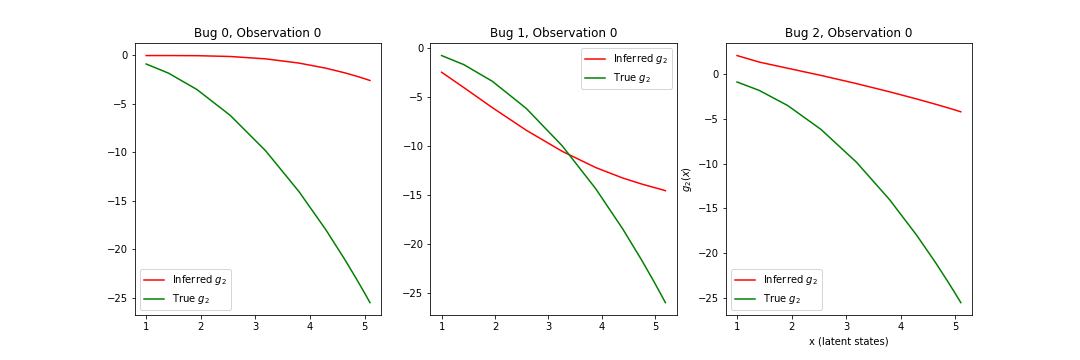 Bug 0, Observation 0
0
−5
−10
−15
−20
−25
1 2 3 4 5
Inferred g₂
True g₂
Bug 1, Observation 0
0
−5
−10
−15
−20
−25
1 2 3 4 5
Inferred g₂
True g₂
Bug 2, Observation 0
g₂(x)
0
−5
−10
−15
−20
−25
1 2 3 4 5
Inferred g₂
True g₂
x (latent states)